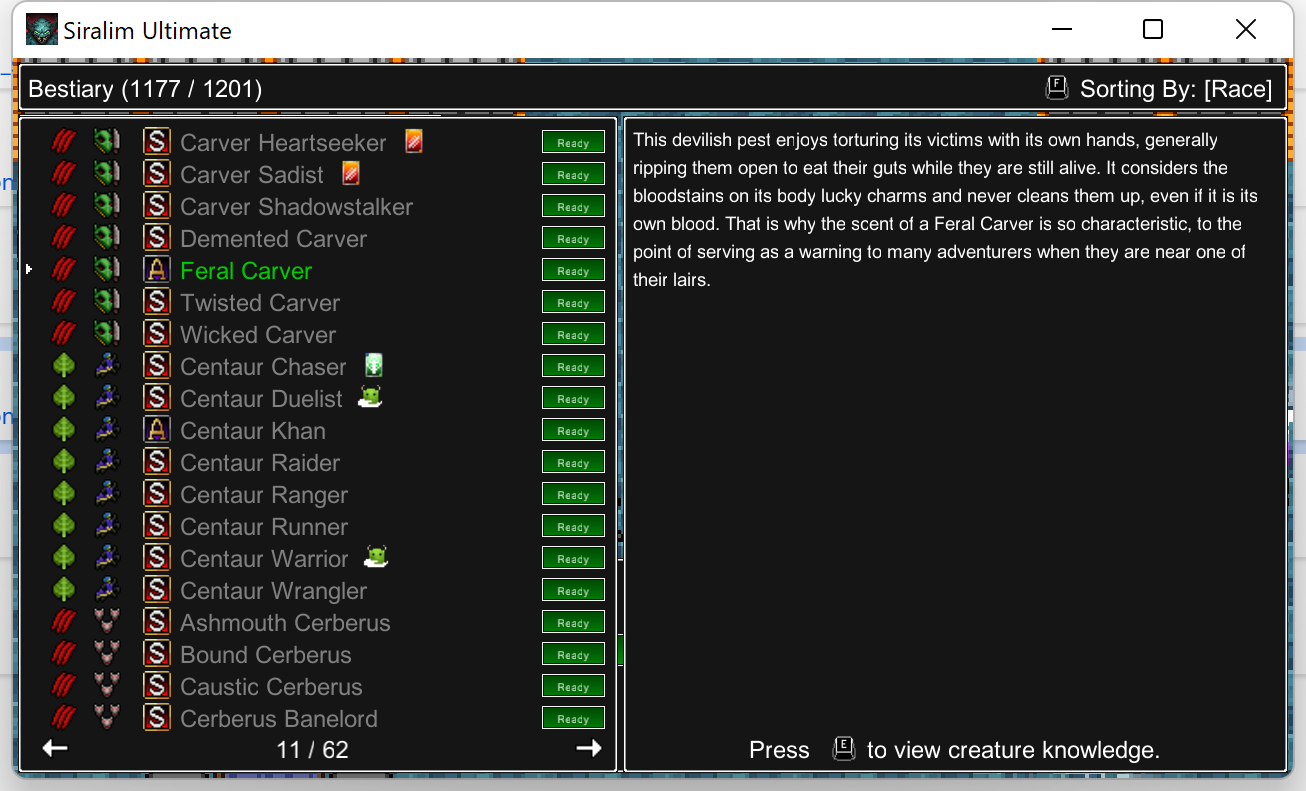 Siralim Ultimate
Bestiary (1177 / 1201)
F Sorting By: [Race]
S Carver Heartseeker Ready
S Carver Sadist Ready
S Carver Shadowstalker Ready
S Demented Carver Ready
A Feral Carver Ready
S Twisted Carver Ready
S Wicked Carver Ready
S Centaur Chaser Ready
S Centaur Duelist Ready
A Centaur Khan Ready
S Centaur Raider Ready
S Centaur Ranger Ready
S Centaur Runner Ready
S Centaur Warrior Ready
S Centaur Wrangler Ready
S Ashmouth Cerberus Ready
S Bound Cerberus Ready
S Caustic Cerberus Ready
S Cerberus Banelord Ready
11 / 62
This devilish pest enjoys torturing its victims with its own hands, generally
ripping them open to eat their guts while they are still alive. It considers the
bloodstains on its body lucky charms and never cleans them up, even if it is its
own blood. That is why the scent of a Feral Carver is so characteristic, to the
point of serving as a warning to many adventurers when they are near one of
their lairs.
Press E to view creature knowledge.